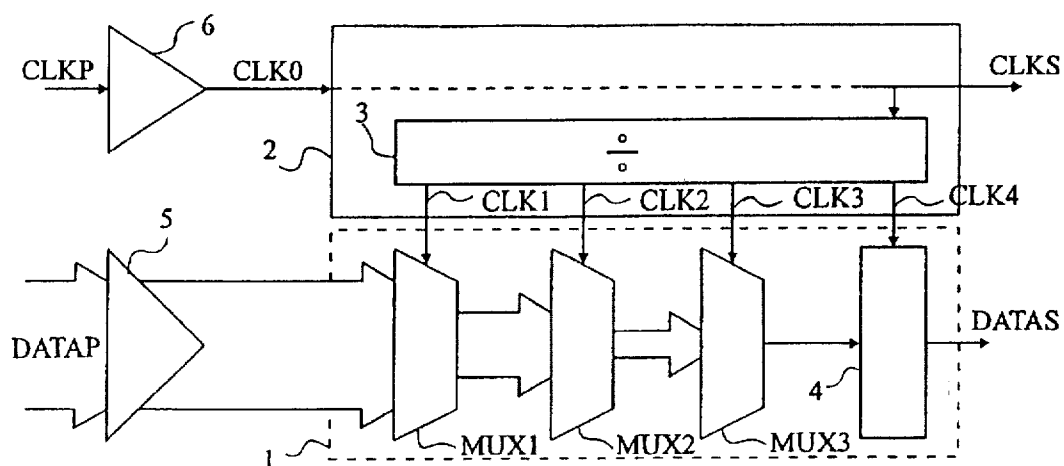 6
CLKP
CLK0
CLKS
3
2
÷
CLK1
CLK2
CLK3
CLK4
5
DATAP
DATAS
4
1
MUX1
MUX2
MUX3